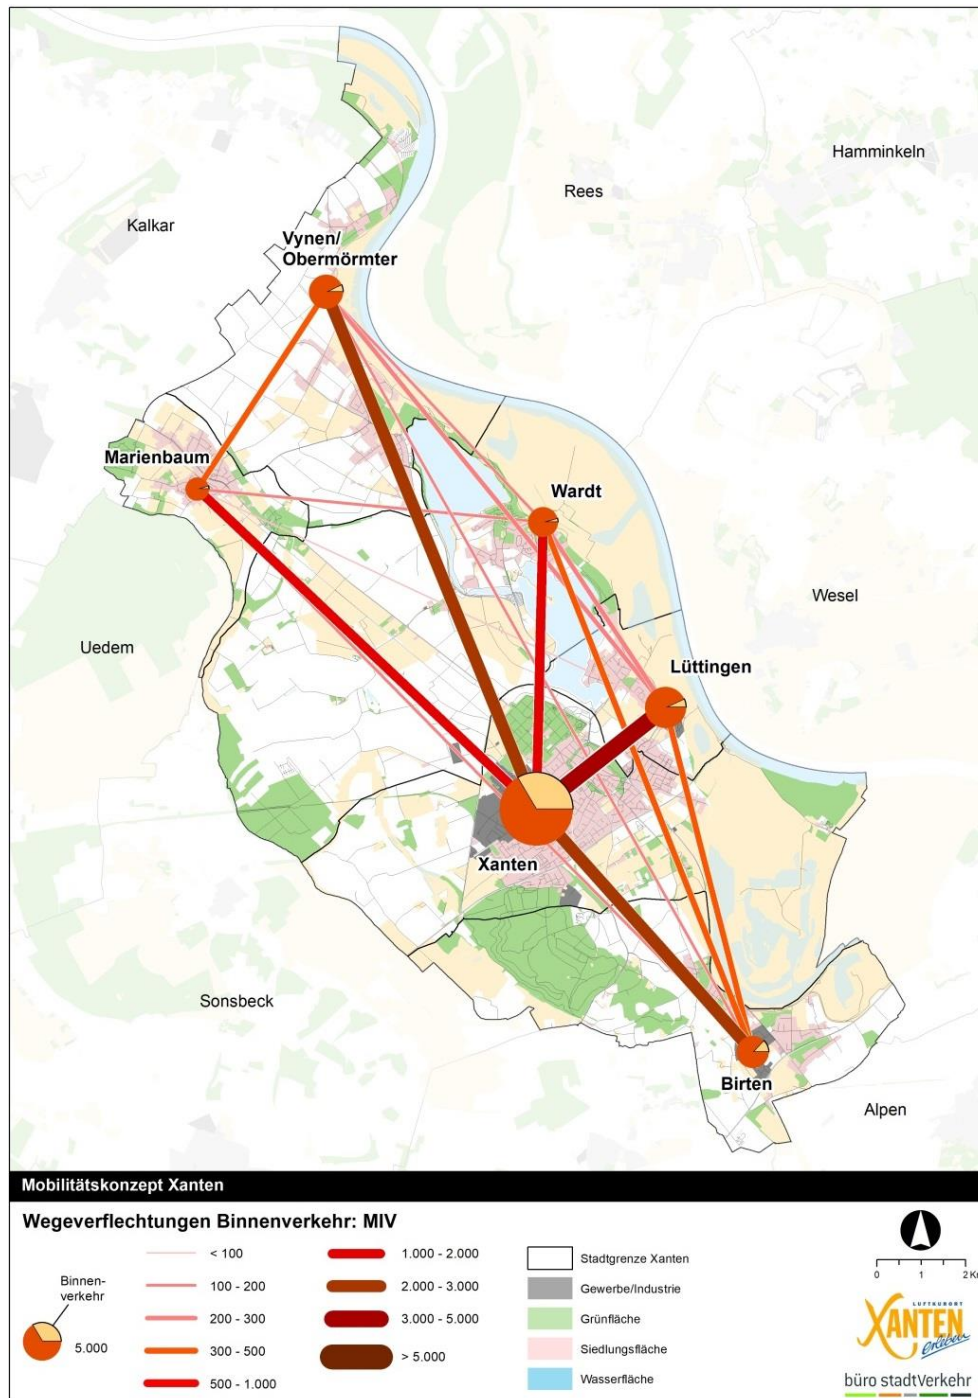 Hamminkeln
Rees
Kalkar
Vynen/
Obermörmter
Marienbaum
Wardt
Wesel
Uedem
Lüttingen
Xanten
Sonsbeck
Birten
Alpen
Mobilitätskonzept Xanten
Wegeverflechtungen Binnenverkehr: MIV
Binnen-
verkehr
5.000
< 100
100 - 200
200 - 300
300 - 500
500 - 1.000
1.000 - 2.000
2.000 - 3.000
3.000 - 5.000
> 5.000
Stadtgrenze Xanten
Gewerbe/Industrie
Grünfläche
Siedlungsfläche
Wasserfläche
0 1 2 Km
LUFTKURORT
XANTEN
Erleben
büro stadtVerkehr